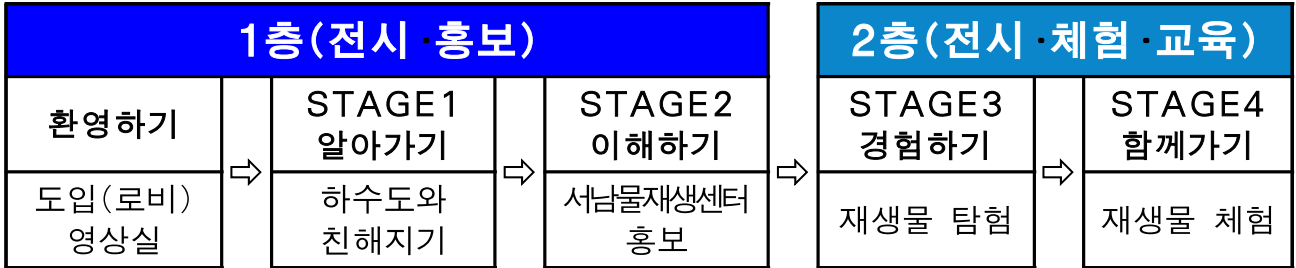 1층(전시·홍보)
2층(전시·체험·교육)
환영하기
도입(로비)
영상실
⇨
STAGE1
알아가기
하수도와
친해지기
⇨
STAGE2
이해하기
서남물재생센터
홍보
⇨
STAGE3
경험하기
재생물 탐험
⇨
STAGE4
함께가기
재생물 체험